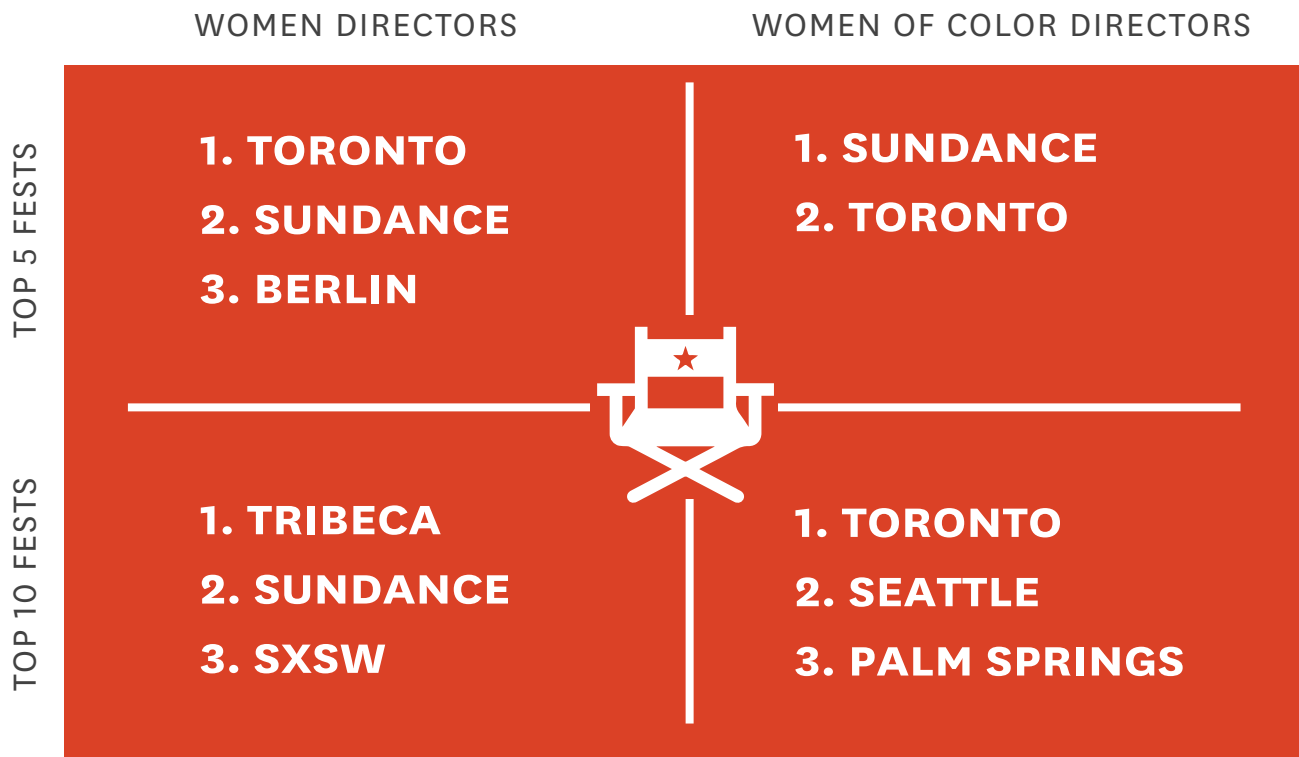 WOMEN DIRECTORS
WOMEN OF COLOR DIRECTORS
TOP 5 FESTS
1. TORONTO
2. SUNDANCE
3. BERLIN
1. SUNDANCE
2. TORONTO
TOP 10 FESTS
1. TRIBECA
2. SUNDANCE
3. SXSW
1. TORONTO
2. SEATTLE
3. PALM SPRINGS